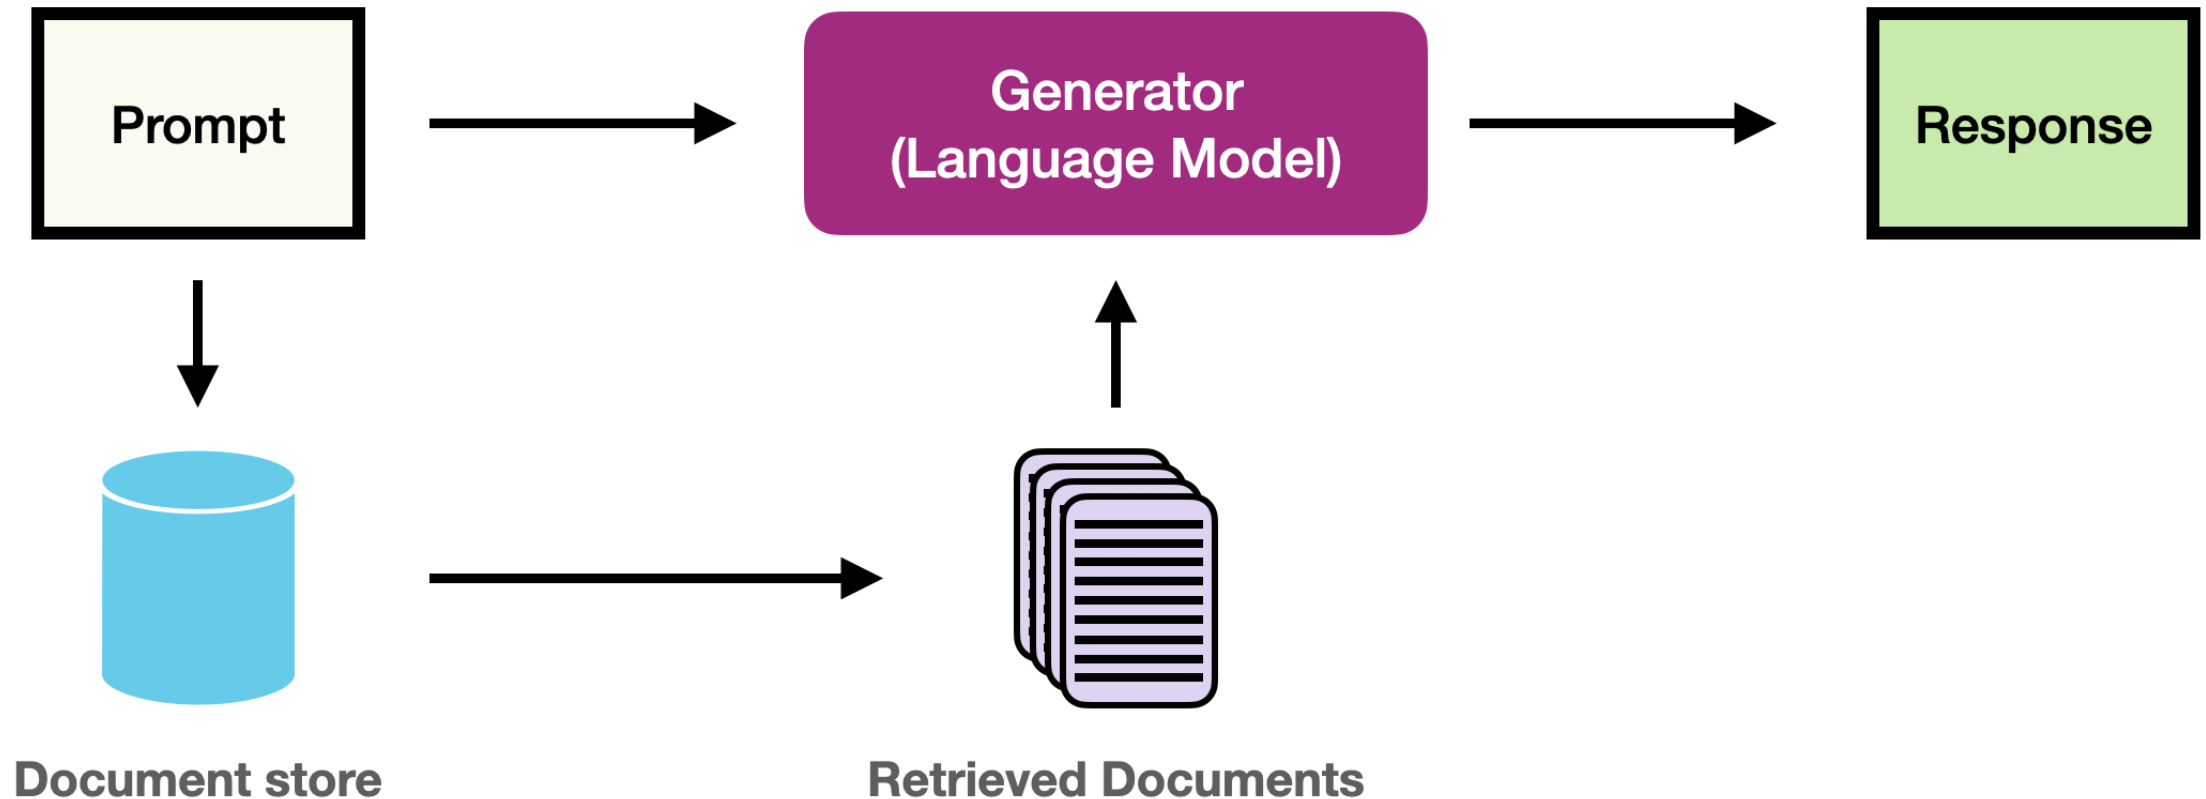 Prompt
Generator
(Language Model)
Response
Document store
Retrieved Documents